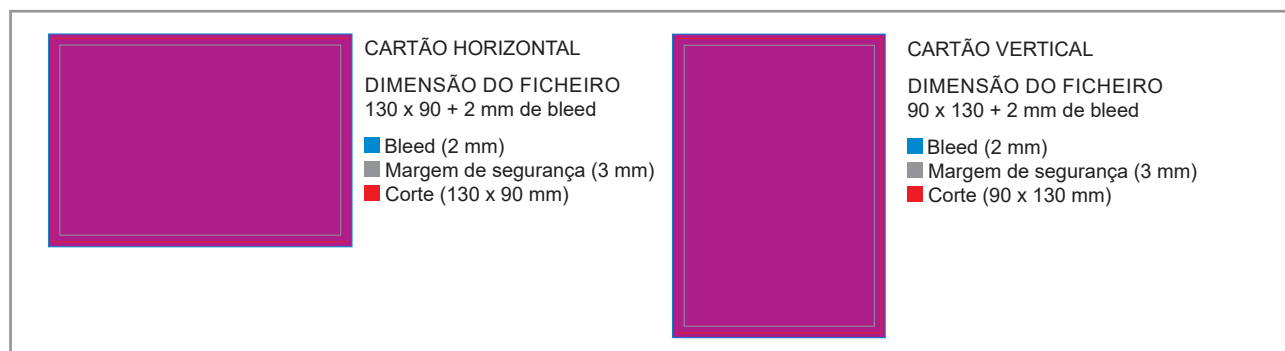 CARTÃO HORIZONTAL
DIMENSÃO DO FICHEIRO
130 x 90 + 2 mm de bleed
Bleed (2 mm)
Margem de segurança (3 mm)
Corte (130 x 90 mm)
CARTÃO VERTICAL
DIMENSÃO DO FICHEIRO
90 x 130 + 2 mm de bleed
Bleed (2 mm)
Margem de segurança (3 mm)
Corte (90 x 130 mm)